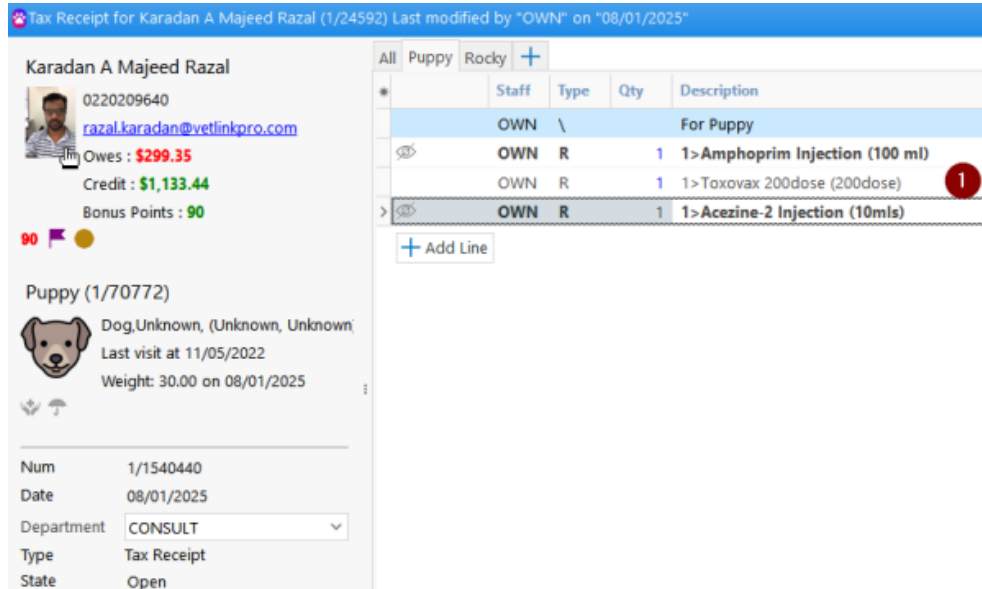 Tax Receipt for Karadan A Majeed Razal (1/24592) Last modified by "OWN" on "08/01/2025"
Karadan A Majeed Razal
0220209640
razal.karadan@vetlinkpro.com
Owes : $299.35
Credit : $1,133.44
Bonus Points : 90
90
Puppy (1/70772)
Dog,Unknown, (Unknown, Unknown
Last visit at 11/05/2022
Weight: 30.00 on 08/01/2025
Num 1/1540440
Date 08/01/2025
Department CONSULT
Type Tax Receipt
State Open
All Puppy Rocky +
* Staff Type Qty Description
OWN \ For Puppy
OWN R 1 1>Amphoprim Injection (100 ml)
OWN R 1 1>Toxovax 200dose (200dose)
1
> OWN R 1 1>Acezine-2 Injection (10mls)
+ Add Line